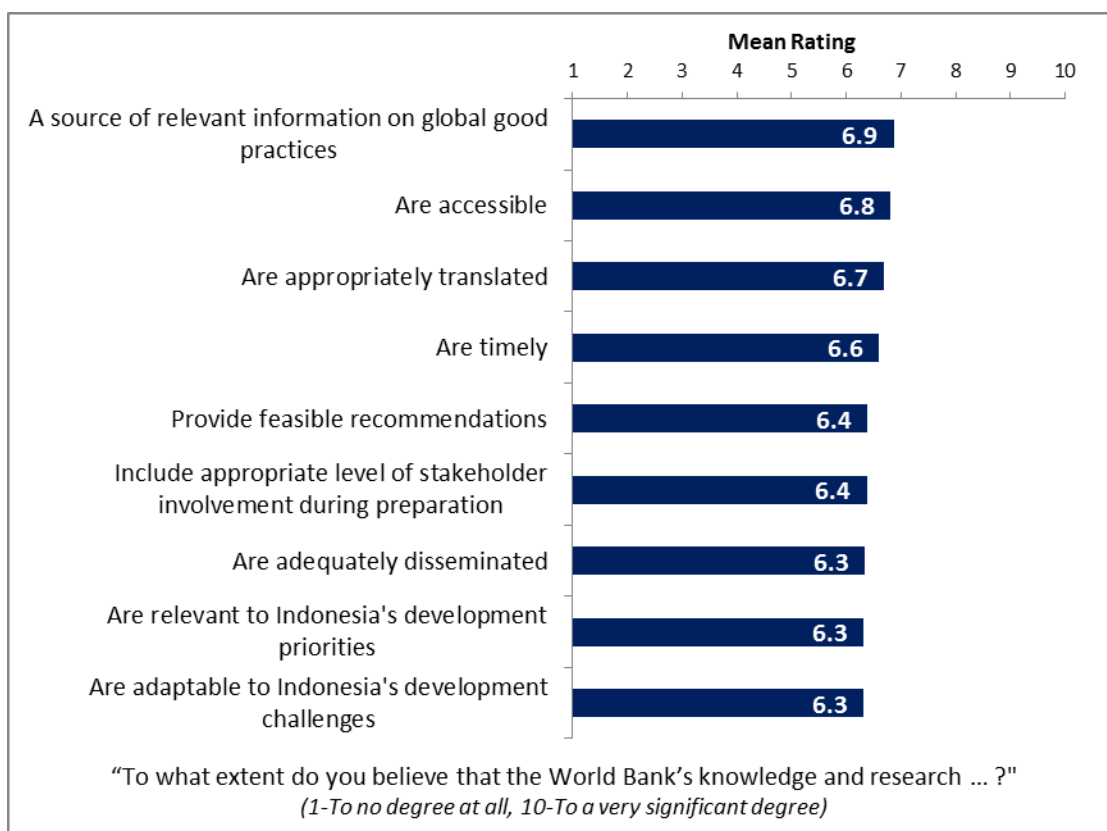 Mean Rating
1 2 3 4 5 6 7 8 9 10
A source of relevant information on global good
practices
6.9
Are accessible
6.8
Are appropriately translated
6.7
Are timely
6.6
Provide feasible recommendations
6.4
Include appropriate level of stakeholder
involvement during preparation
6.4
Are adequately disseminated
6.3
Are relevant to Indonesia's development
priorities
6.3
Are adaptable to Indonesia's development
challenges
6.3
“To what extent do you believe that the World Bank’s knowledge and research ... ?"
(1-To no degree at all, 10-To a very significant degree)